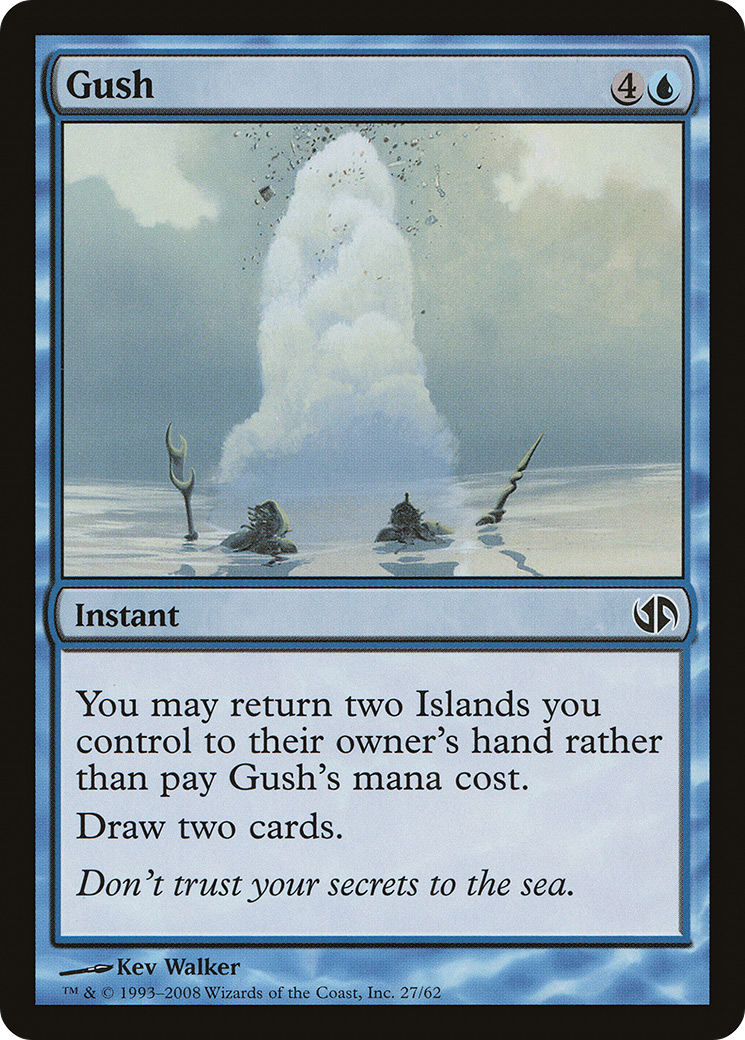 Gush
4
Instant
You may return two Islands you
control to their owner's hand rather
than pay Gush's mana cost.
Draw two cards.
Don't trust your secrets to the sea.
Kev Walker
™ & © 1993–2008 Wizards of the Coast, Inc. 27/62